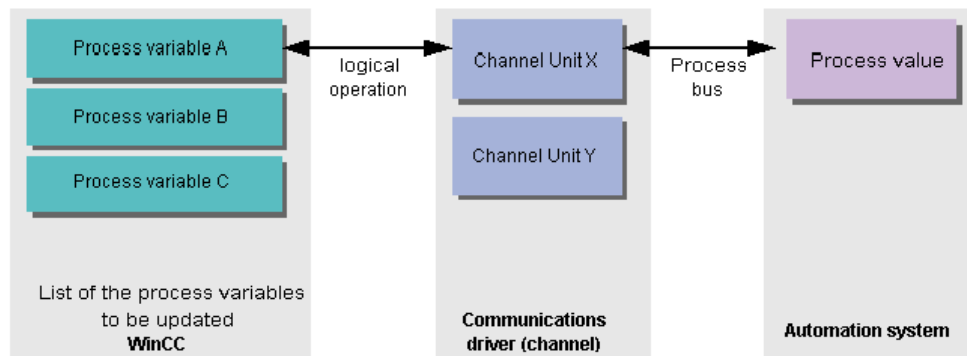 Process variable A
Process variable B
Process variable C
List of the process variables
to be updated
WinCC
logical
operation
Channel Unit X
Channel Unit Y
Communications
driver (channel)
Process
bus
Process value
Automation system